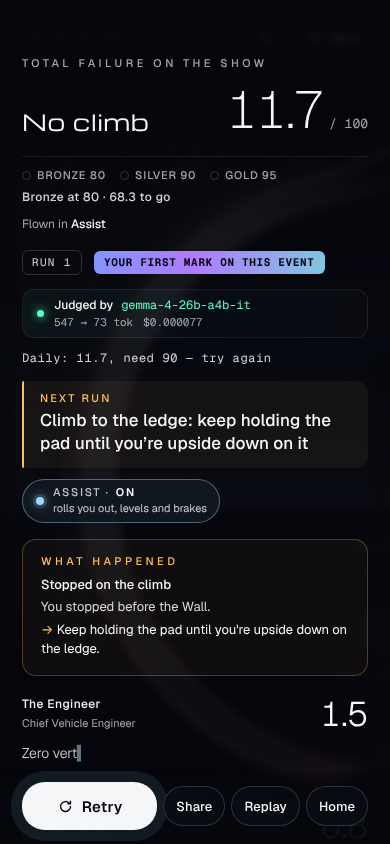 TOTAL FAILURE ON THE SHOW
No climb 11.7 / 100
BRONZE 80 SILVER 90 GOLD 95
Bronze at 80 · 68.3 to go
Flown in Assist
RUN 1 YOUR FIRST MARK ON THIS EVENT
Judged by gemma-4-26b-a4b-it
547 → 73 tok $0.000077
Daily: 11.7, need 90 — try again
NEXT RUN
Climb to the ledge: keep holding the
pad until you're upside down on it
ASSIST · ON
rolls you out, levels and brakes
WHAT HAPPENED
Stopped on the climb
You stopped before the Wall.
→ Keep holding the pad until you're upside down on
the ledge.
The Engineer 1.5
Chief Vehicle Engineer
Zero vert
Retry Share Replay Home
0.8